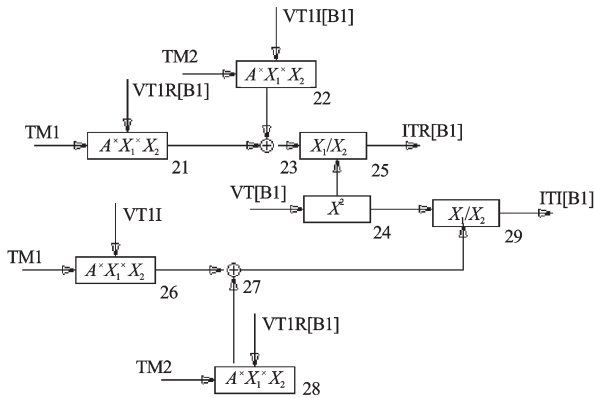 VT1I[B1]
TM2
A×X₁×X₂
22
VT1R[B1]
TM1
A×X₁×X₂
21
23
X₁/X₂
25
ITR[B1]
VT[B1]
X²
24
X₁/X₂
29
ITI[B1]
VT1I
TM1
A×X₁×X₂
26
27
VT1R[B1]
TM2
A×X₁×X₂
28